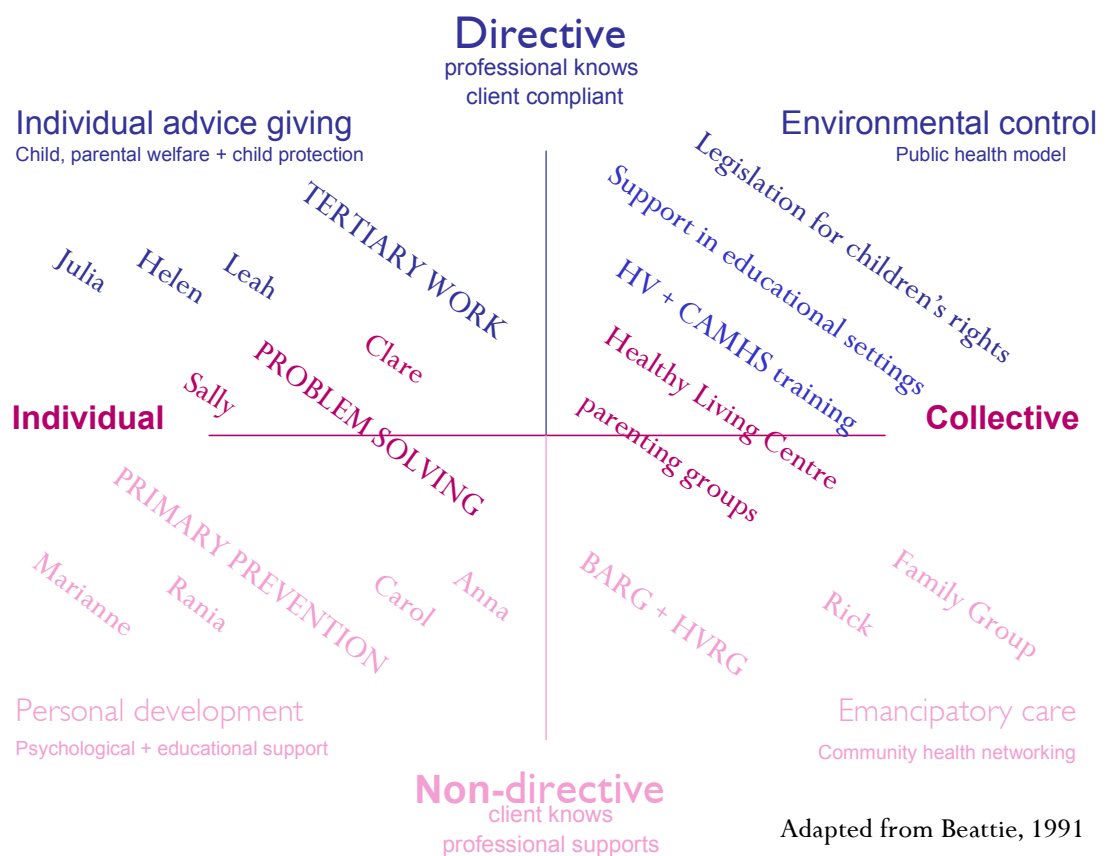 Directive
professional knows
client compliant
Individual advice giving
Child, parental welfare + child protection
Environmental control
Public health model
TERTIARY WORK
Julia
Helen
Leah
Legislation for children's rights
Support in educational settings
HV + CAMHS training
Clare
PROBLEM SOLVING
Sally
Healthy Living Centre
parenting groups
Individual
Collective
PRIMARY PREVENTION
Marianne
Rania
Carol
Anna
BARG + HVRG
Rick
Family Group
Personal development
Psychological + educational support
Emancipatory care
Community health networking
Non-directive
client knows
professional supports
Adapted from Beattie, 1991